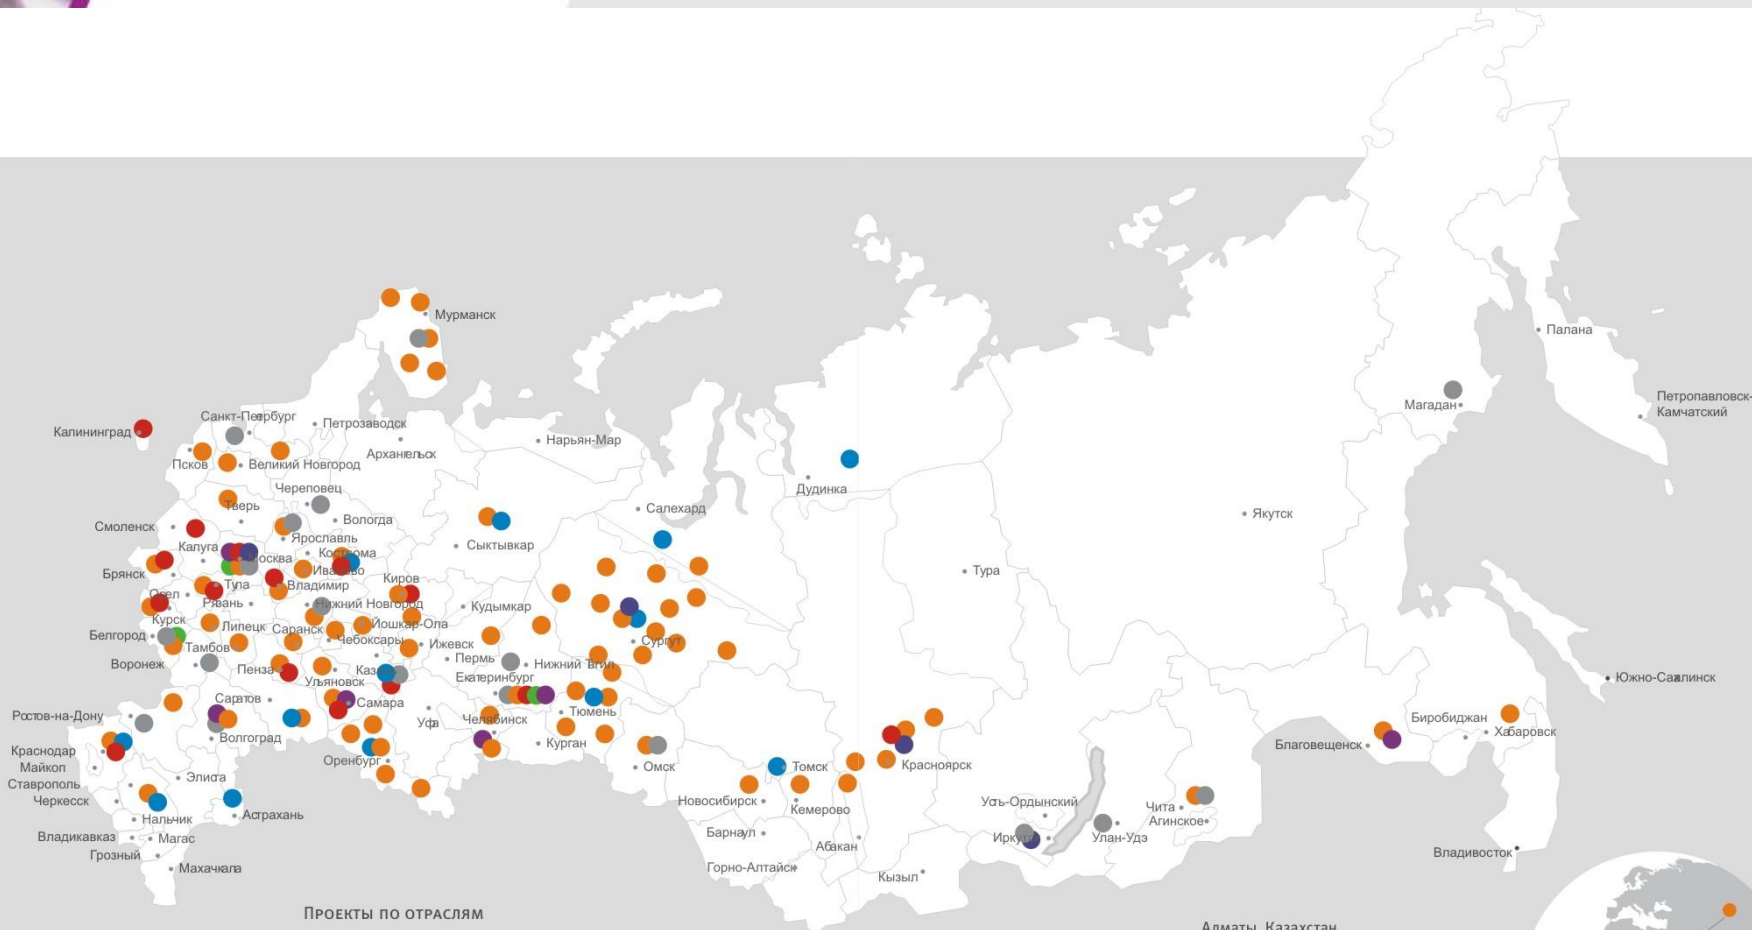 Мурманск
Палана
Петропавловск-
Камчатский
Магадан
Санкт-Петербург
Петрозаводск
Калининград
Нарьян-Мар
Архангельск
Псков
Великий Новгород
Череповец
Дудинка
Тверь
Салехард
Якутск
Смоленск
Вологда
Ярославль
Калуга
Сыктывкар
Москва
Кострома
Иваново
Тура
Брянск
Киров
Тула
Владимир
Орел
Рязань
Нижний Новгород
Кудымкар
Курск
Липецк
Саранск
Йошкар-Ола
Белгород
Чебоксары
Сургут
Тамбов
Ижевск
Воронеж
Пермь
Нижний Тагил
Пенза
Казань
Екатеринбург
Ульяновск
Южно-Сахалинск
Саратов
Самара
Ростов-на-Дону
Уфа
Челябинск
Тюмень
Биробиджан
Хабаровск
Волгоград
Курган
Благовещенск
Краснодар
Оренбург
Омск
Томск
Красноярск
Майкоп
Элиста
Ставрополь
Черкесск
Новосибирск
Кемерово
Усть-Ордынский
Чита
Агинское
Нальчик
Астрахань
Владикавказ
Магас
Барнаул
Абакан
Иркутск
Улан-Удэ
Грозный
Владивосток
Махачкала
Горно-Алтайск
Кызыл
Проекты по отраслям
Алматы, Казахстан